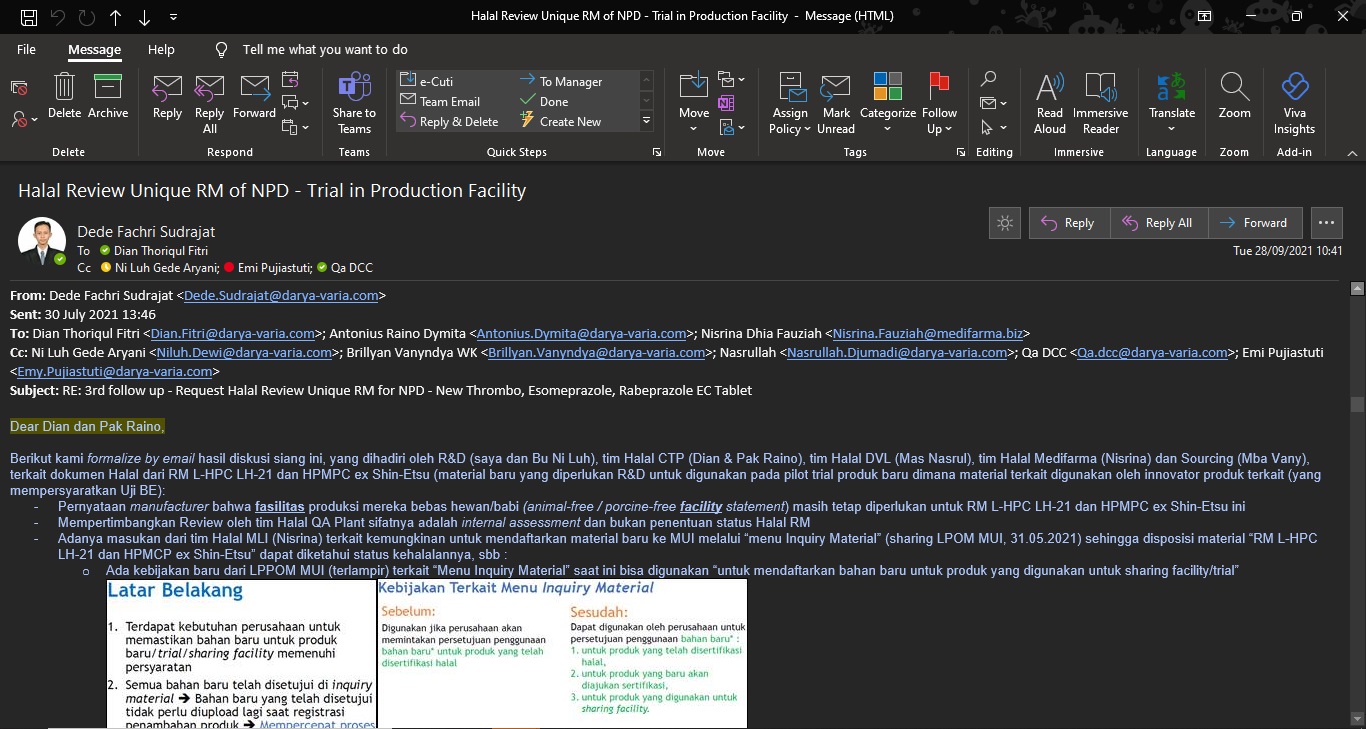 Halal Review Unique RM of NPD - Trial in Production Facility - Message (HTML)
File Message Help Tell me what you want to do
Delete Archive
Delete
Reply Reply All Forward
Respond
Share to Teams
Teams
e-Cuti To Manager
Team Email Done
Reply & Delete Create New
Quick Steps
Move
Move
Assign Policy Mark Unread Categorize Follow Up
Tags
Editing
Read Aloud Immersive Reader
Immersive
Translate
Language
Zoom
Zoom
Viva Insights
Add-in
Halal Review Unique RM of NPD - Trial in Production Facility
Dede Fachri Sudrajat
To Dian Thoriqul Fitri
Cc Ni Luh Gede Aryani; Emi Pujiastuti; Qa DCC
Reply Reply All Forward
Tue 28/09/2021 10:41
From: Dede Fachri Sudrajat <Dede.Sudrajat@darya-varia.com>
Sent: 30 July 2021 13:46
To: Dian Thoriqul Fitri <Dian.Fitri@darya-varia.com>; Antonius Raino Dymita <Antonius.Dymita@darya-varia.com>; Nisrina Dhia Fauziah <Nisrina.Fauziah@medifarma.biz>
Cc: Ni Luh Gede Aryani <Niluh.Dewi@darya-varia.com>; Brillyan Vanyndya WK <Brillyan.Vanyndya@darya-varia.com>; Nasrullah <Nasrullah.Djumadi@darya-varia.com>; Qa DCC <Qa.dcc@darya-varia.com>; Emi Pujiastuti
<Emy.Pujiastuti@darya-varia.com>
Subject: RE: 3rd follow up - Request Halal Review Unique RM for NPD - New Thrombo, Esomeprazole, Rabeprazole EC Tablet
Dear Dian dan Pak Raino,
Berikut kami formalize by email hasil diskusi siang ini, yang dihadiri oleh R&D (saya dan Bu Ni Luh), tim Halal CTP (Dian & Pak Raino), tim Halal DVL (Mas Nasrul), tim Halal Medifarma (Nisrina) dan Sourcing (Mba Vany),
terkait dokumen Halal dari RM L-HPC LH-21 dan HPMPC ex Shin-Etsu (material baru yang diperlukan R&D untuk digunakan pada pilot trial produk baru dimana material terkait digunakan oleh innovator produk terkait (yang
mempersyaratkan Uji BE):
- Pernyataan manufacturer bahwa fasilitas produksi mereka bebas hewan/babi (animal-free / porcine-free facility statement) masih tetap diperlukan untuk RM L-HPC LH-21 dan HPMPC ex Shin-Etsu ini
- Mempertimbangkan Review oleh tim Halal QA Plant sifatnya adalah internal assessment dan bukan penentuan status Halal RM
- Adanya masukan dari tim Halal MLI (Nisrina) terkait kemungkinan untuk mendaftarkan material baru ke MUI melalui “menu Inquiry Material” (sharing LPOM MUI, 31.05.2021) sehingga disposisi material “RM L-HPC
LH-21 dan HPMCP ex Shin-Etsu” dapat diketahui status kehalalannya, sbb :
o Ada kebijakan baru dari LPPOM MUI (terlampir) terkait “Menu Inquiry Material” saat ini bisa digunakan “untuk mendaftarkan bahan baru untuk produk yang digunakan untuk sharing facility/trial”
Latar Belakang
1. Terdapat kebutuhan perusahaan untuk
memastikan bahan baru untuk produk
baru/trial/sharing facility memenuhi
persyaratan
2. Semua bahan baru telah disetujui di inquiry
material ➔ Bahan baru yang telah disetujui
tidak perlu diupload lagi saat registrasi
penambahan produk ➔ Mempercepat proses
Kebijakan Terkait Menu Inquiry Material
Sebelum:
Digunakan jika perusahaan akan
memintakan persetujuan penggunaan
bahan baru* untuk produk yang telah
disertifikasi halal
Sesudah:
Dapat digunakan oleh perusahaan untuk
persetujuan penggunaan bahan baru* :
1. untuk produk yang telah disertifikasi
halal,
2. untuk produk yang baru akan
diajukan sertifikasi,
3. untuk produk yang digunakan untuk
sharing facility.